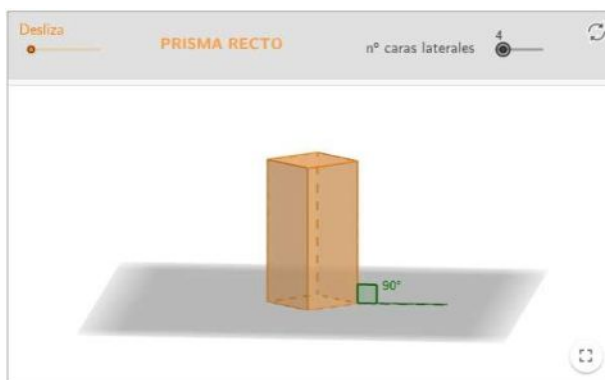 Desliza
PRISMA RECTO
nº caras laterales
4
90°